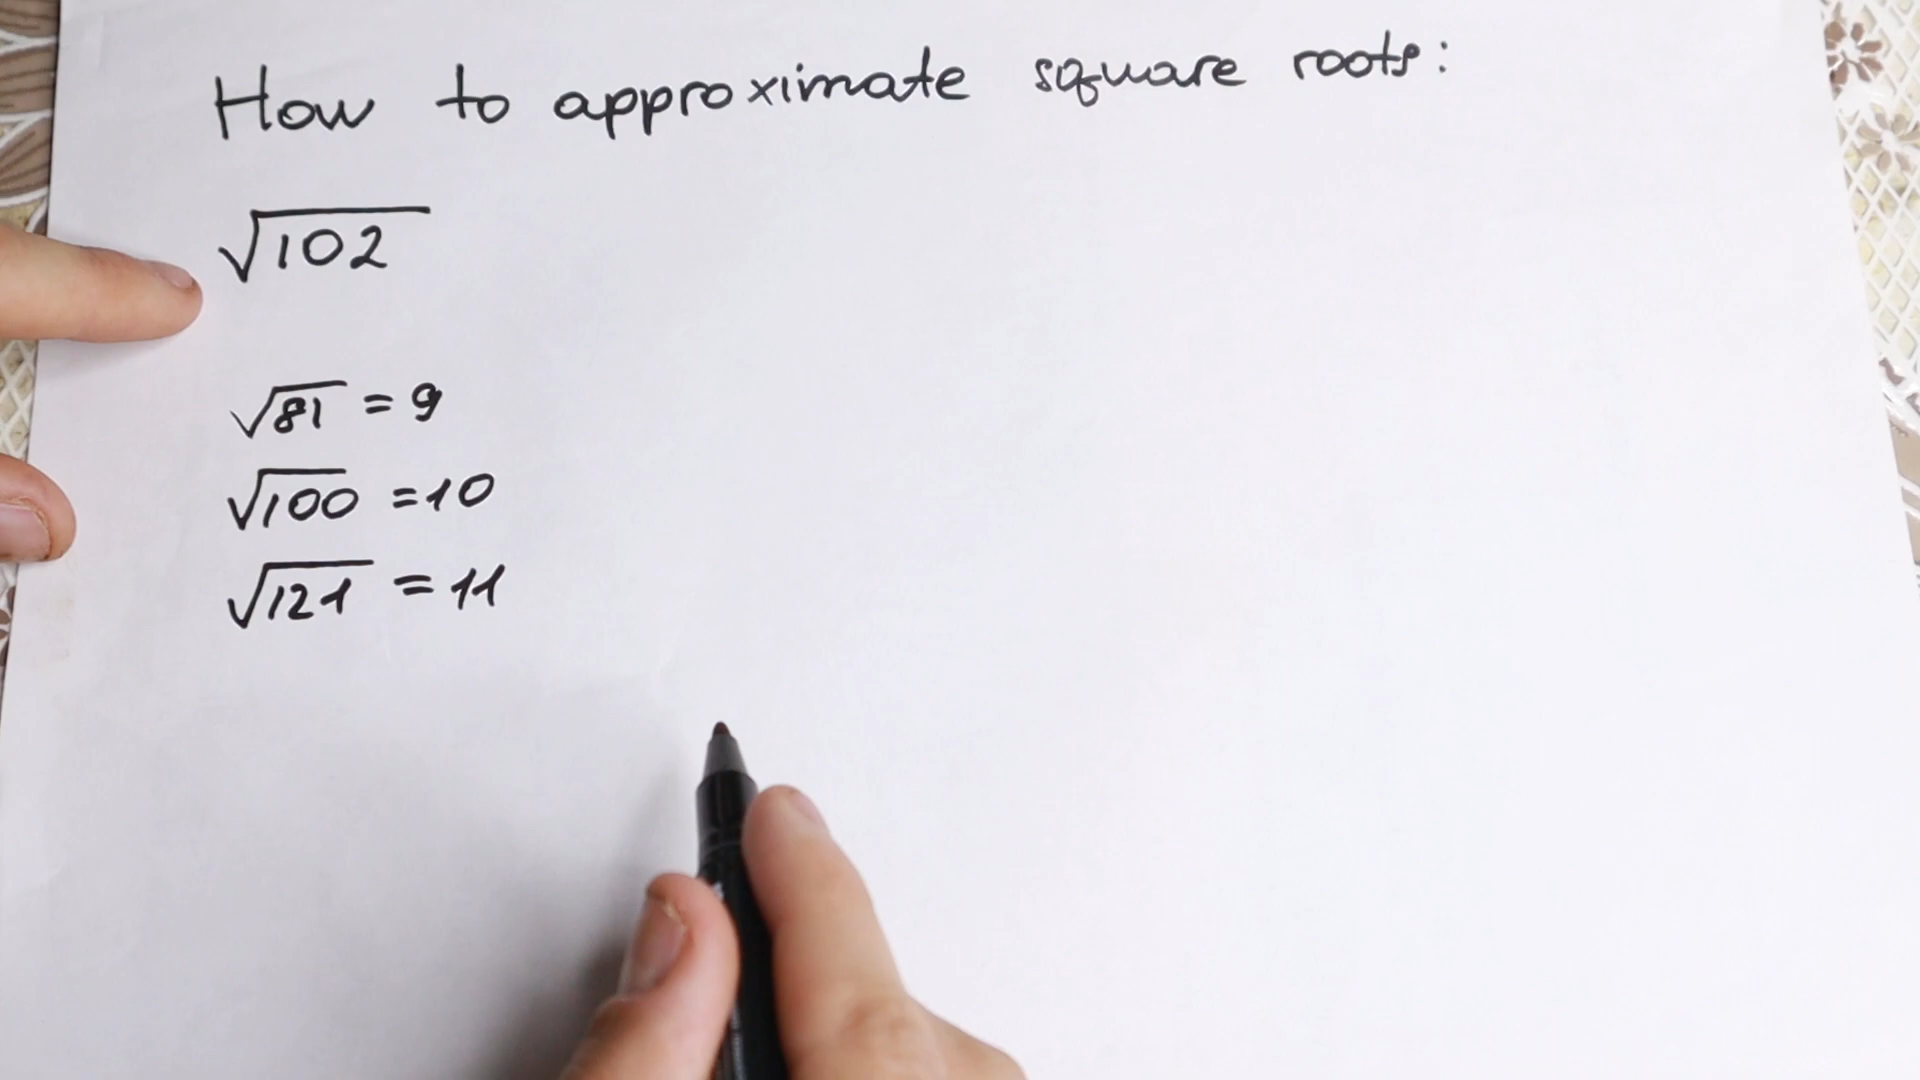 How to approximate square roots:
√102
√81 = 9
√100 = 10
√121 = 11